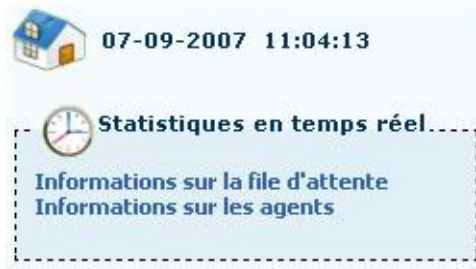 07-09-2007 11:04:13
Statistiques en temps réel
Informations sur la file d'attente
Informations sur les agents